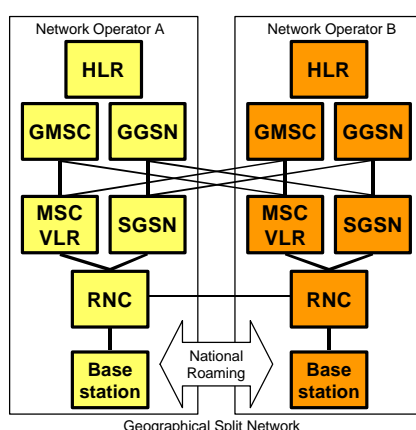 Network Operator A
Network Operator B
HLR
HLR
GMSC
GGSN
GMSC
GGSN
MSC
VLR
SGSN
MSC
VLR
SGSN
RNC
RNC
National
Roaming
Base
station
Base
station
Geographical Split Network